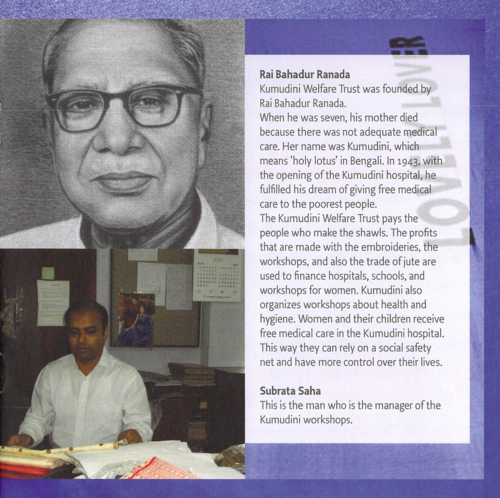 Rai Bahadur Ranada
Kumudini Welfare Trust was founded by
Rai Bahadur Ranada.
When he was seven, his mother died
because there was not adequate medical
care. Her name was Kumudini, which
means 'holy lotus' in Bengali. In 1943, with
the opening of the Kumudini hospital, he
fulfilled his dream of giving free medical
care to the poorest people.
The Kumudini Welfare Trust pays the
people who make the shawls. The profits
that are made with the embroideries, the
workshops, and also the trade of jute are
used to finance hospitals, schools, and
workshops for women. Kumudini also
organizes workshops about health and
hygiene. Women and their children receive
free medical care in the Kumudini hospital.
This way they can rely on a social safety
net and have more control over their lives.
Subrata Saha
This is the man who is the manager of the
Kumudini workshops.